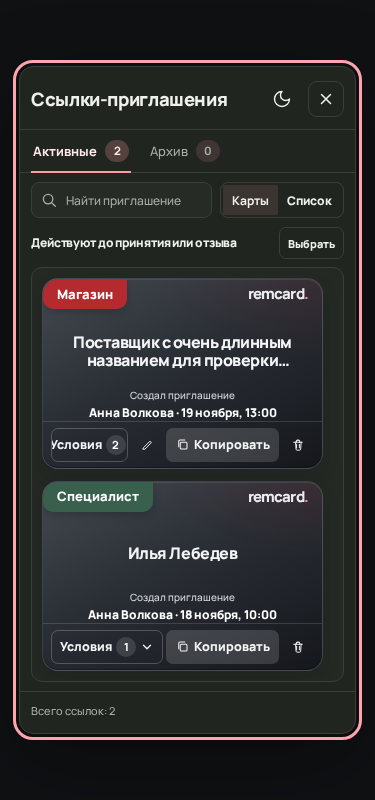 Ссылки-приглашения
Активные 2 Архив 0
Найти приглашение Карты Список
Действуют до принятия или отзыва Выбрать
Магазин remcard.
Поставщик с очень длинным
названием для проверки...
Создал приглашение
Анна Волкова · 19 ноября, 13:00
Условия 2 Копировать
Специалист remcard.
Илья Лебедев
Создал приглашение
Анна Волкова · 18 ноября, 10:00
Условия 1 Копировать
Всего ссылок: 2